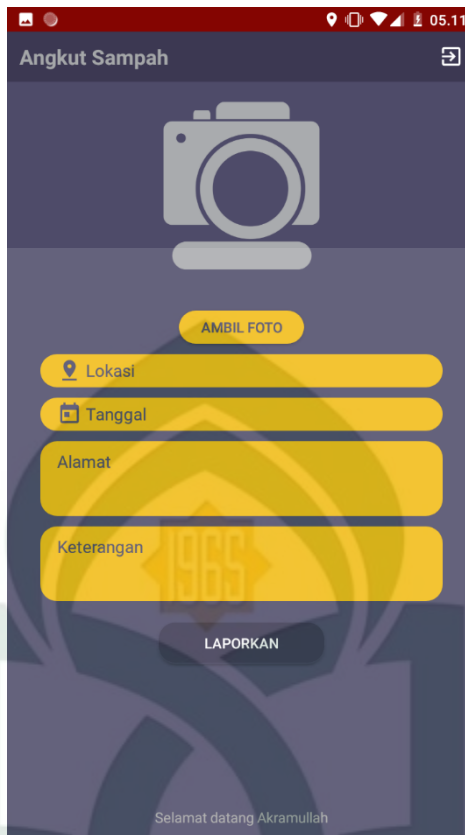 05.11
Angkut Sampah
AMBIL FOTO
Lokasi
Tanggal
Alamat
Keterangan
1965
LAPORKAN
Selamat datang Akramullah